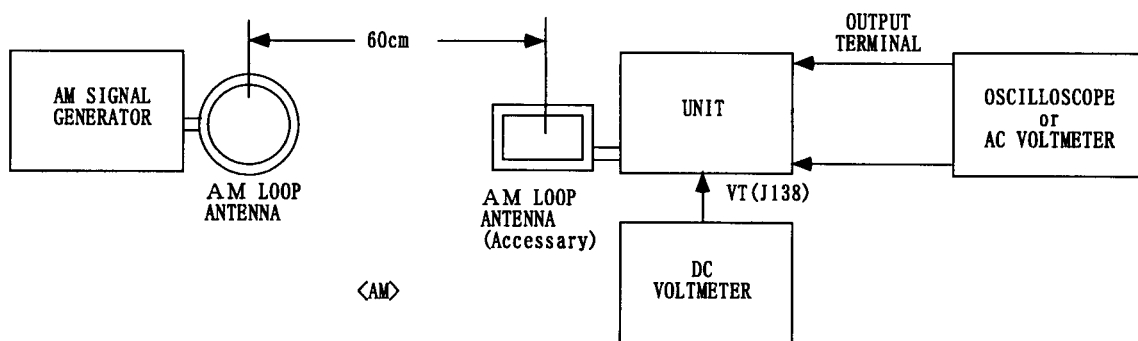 60cm
OUTPUT
TERMINAL
AM SIGNAL
GENERATOR
UNIT
OSCILLOSCOPE
or
AC VOLTMETER
AM LOOP
ANTENNA
AM LOOP
ANTENNA
(Accessary)
VT(J138)
DC
VOLTMETER
<AM>